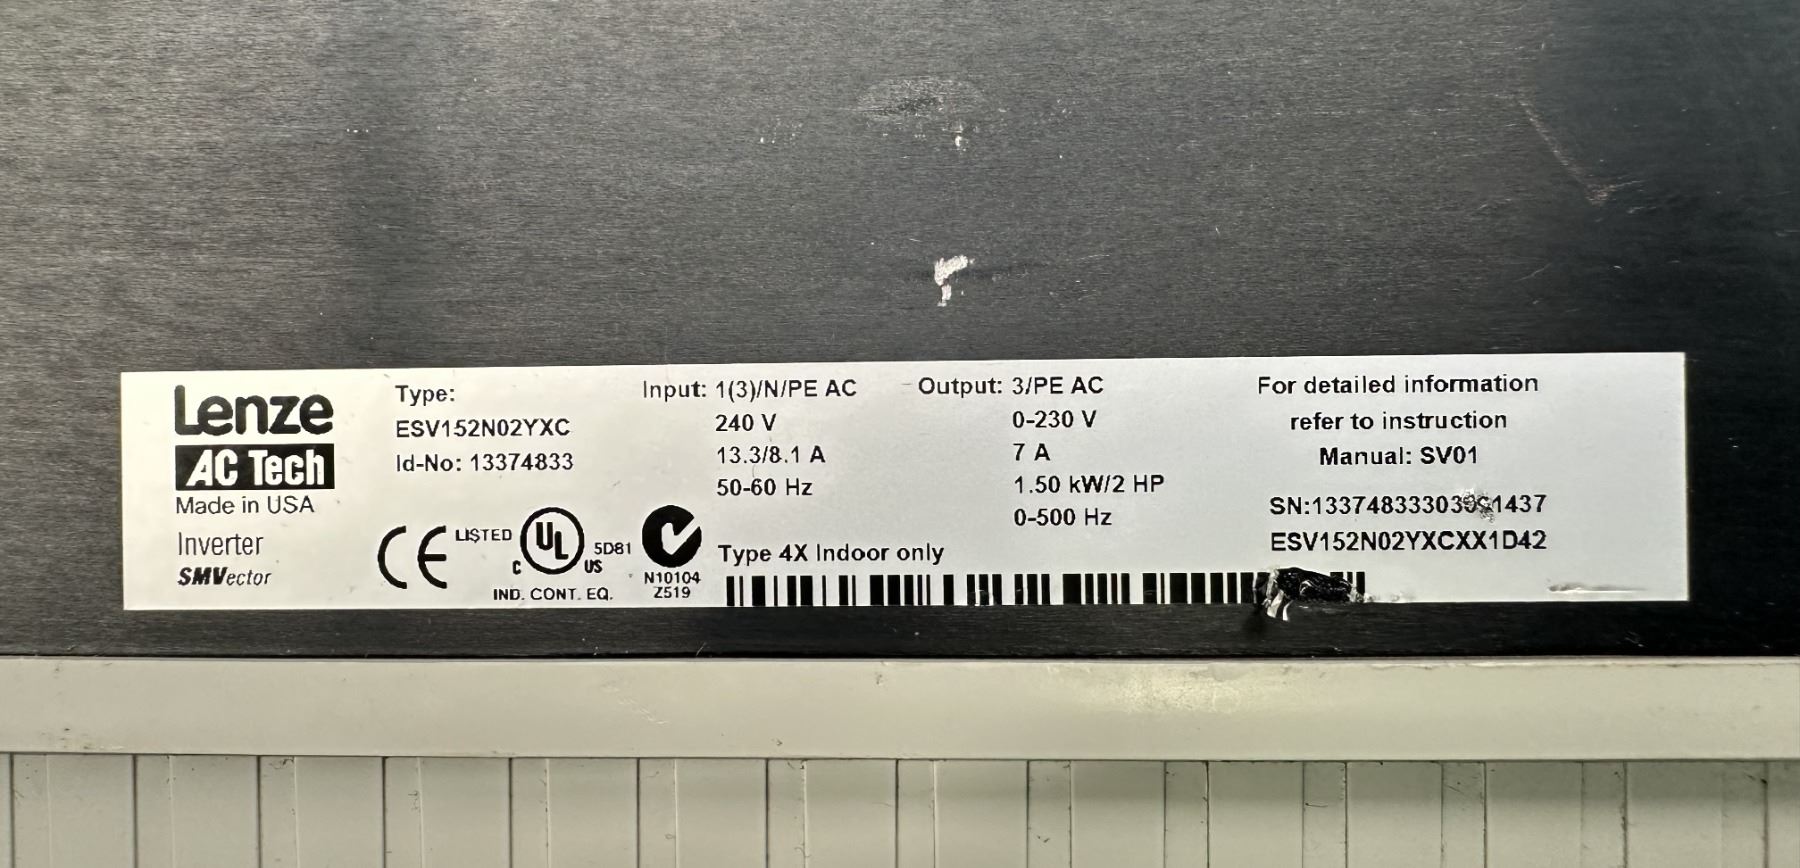 Lenze
AC Tech
Made in USA
Inverter
SMVector
Type:
ESV152N02YXC
Id-No: 13374833
CE
LISTED
C UL US
5D81
IND. CONT. EQ.
N10104
Z519
Input: 1(3)/N/PE AC
240 V
13.3/8.1 A
50-60 Hz
Type 4X Indoor only
Output: 3/PE AC
0-230 V
7 A
1.50 kW/2 HP
0-500 Hz
For detailed information
refer to instruction
Manual: SV01
ESV152N02YXCXX1D42